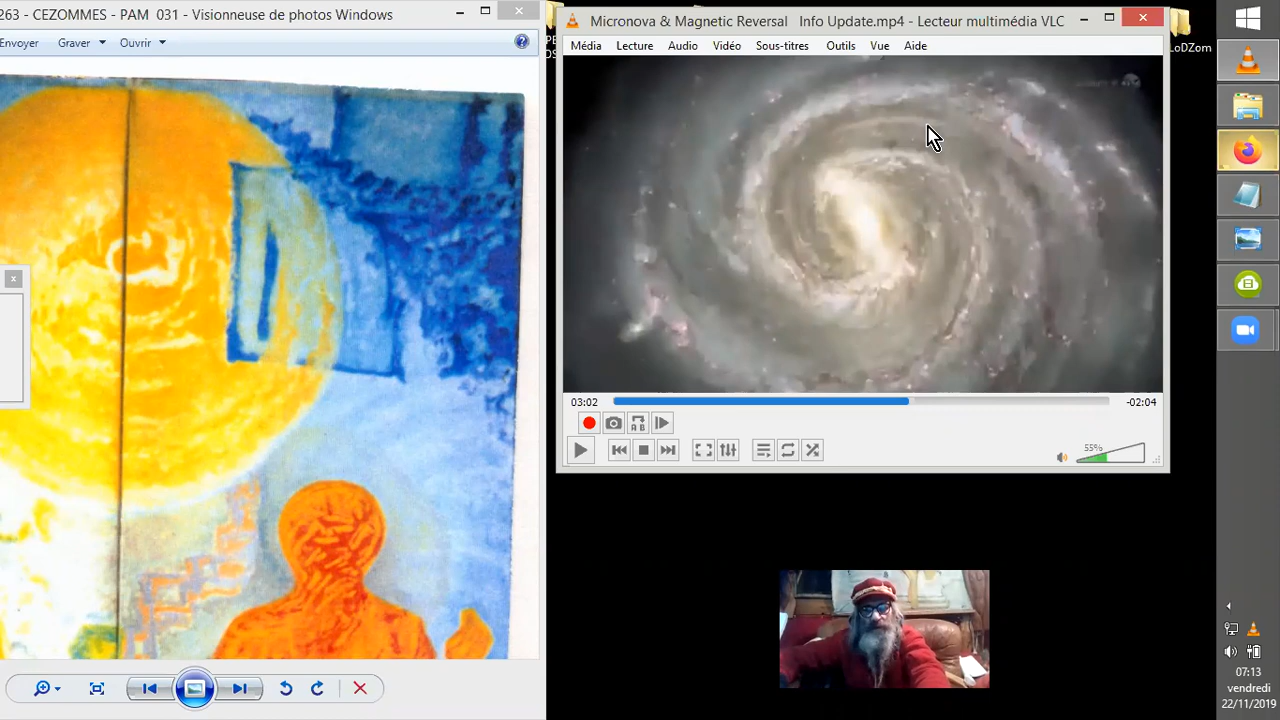 263 - CEZOMMES - PAM 031 - Visionneuse de photos Windows
Envoyer Graver Ouvrir
Micronova & Magnetic Reversal Info Update.mp4 - Lecteur multimédia VLC
Média Lecture Audio Vidéo Sous-titres Outils Vue Aide
03:02 -02:04
55%
LoDZom
07:13
vendredi
22/11/2019